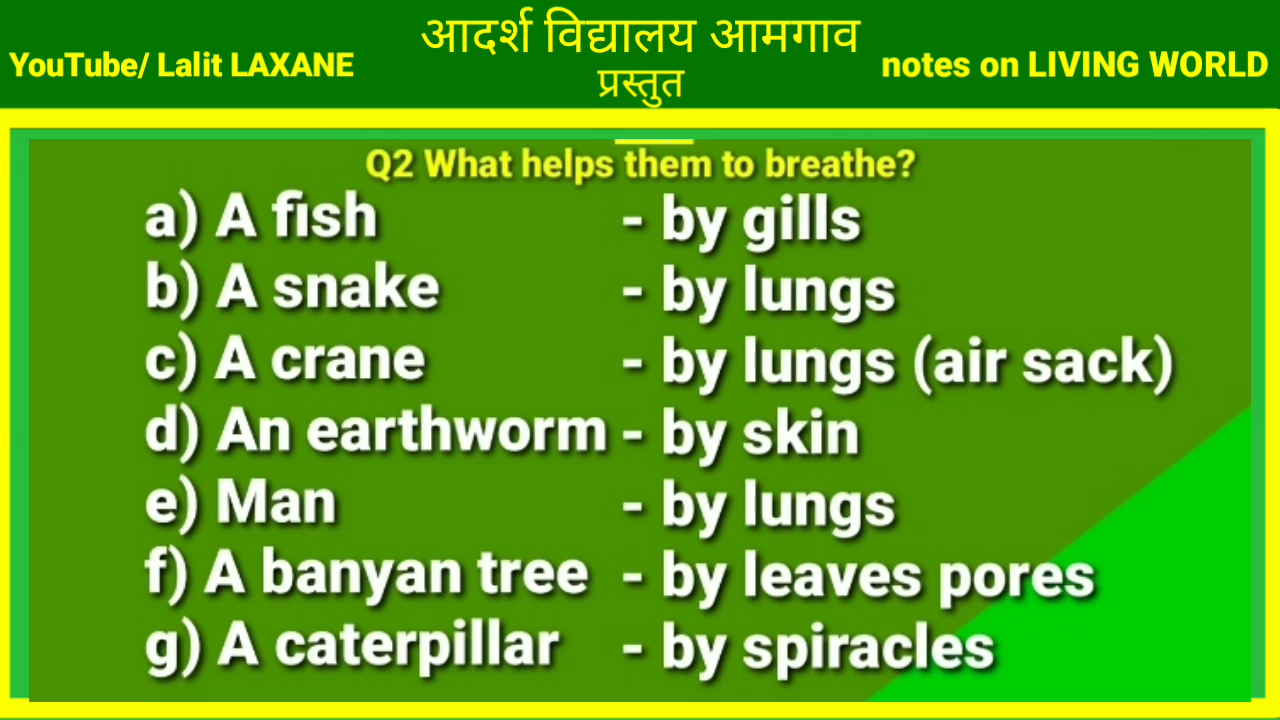 आदर्श विद्यालय आमगाव
प्रस्तुत
YouTube/ Lalit LAXANE
notes on LIVING WORLD
Q2 What helps them to breathe?
a) A fish - by gills
b) A snake - by lungs
c) A crane - by lungs (air sack)
d) An earthworm - by skin
e) Man - by lungs
f) A banyan tree - by leaves pores
g) A caterpillar - by spiracles